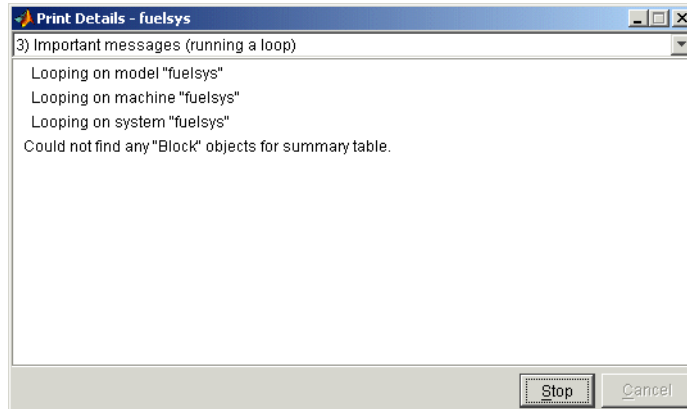 Print Details - fuelsys
3) Important messages (running a loop)
Looping on model "fuelsys"
Looping on machine "fuelsys"
Looping on system "fuelsys"
Could not find any "Block" objects for summary table.
Stop Cancel